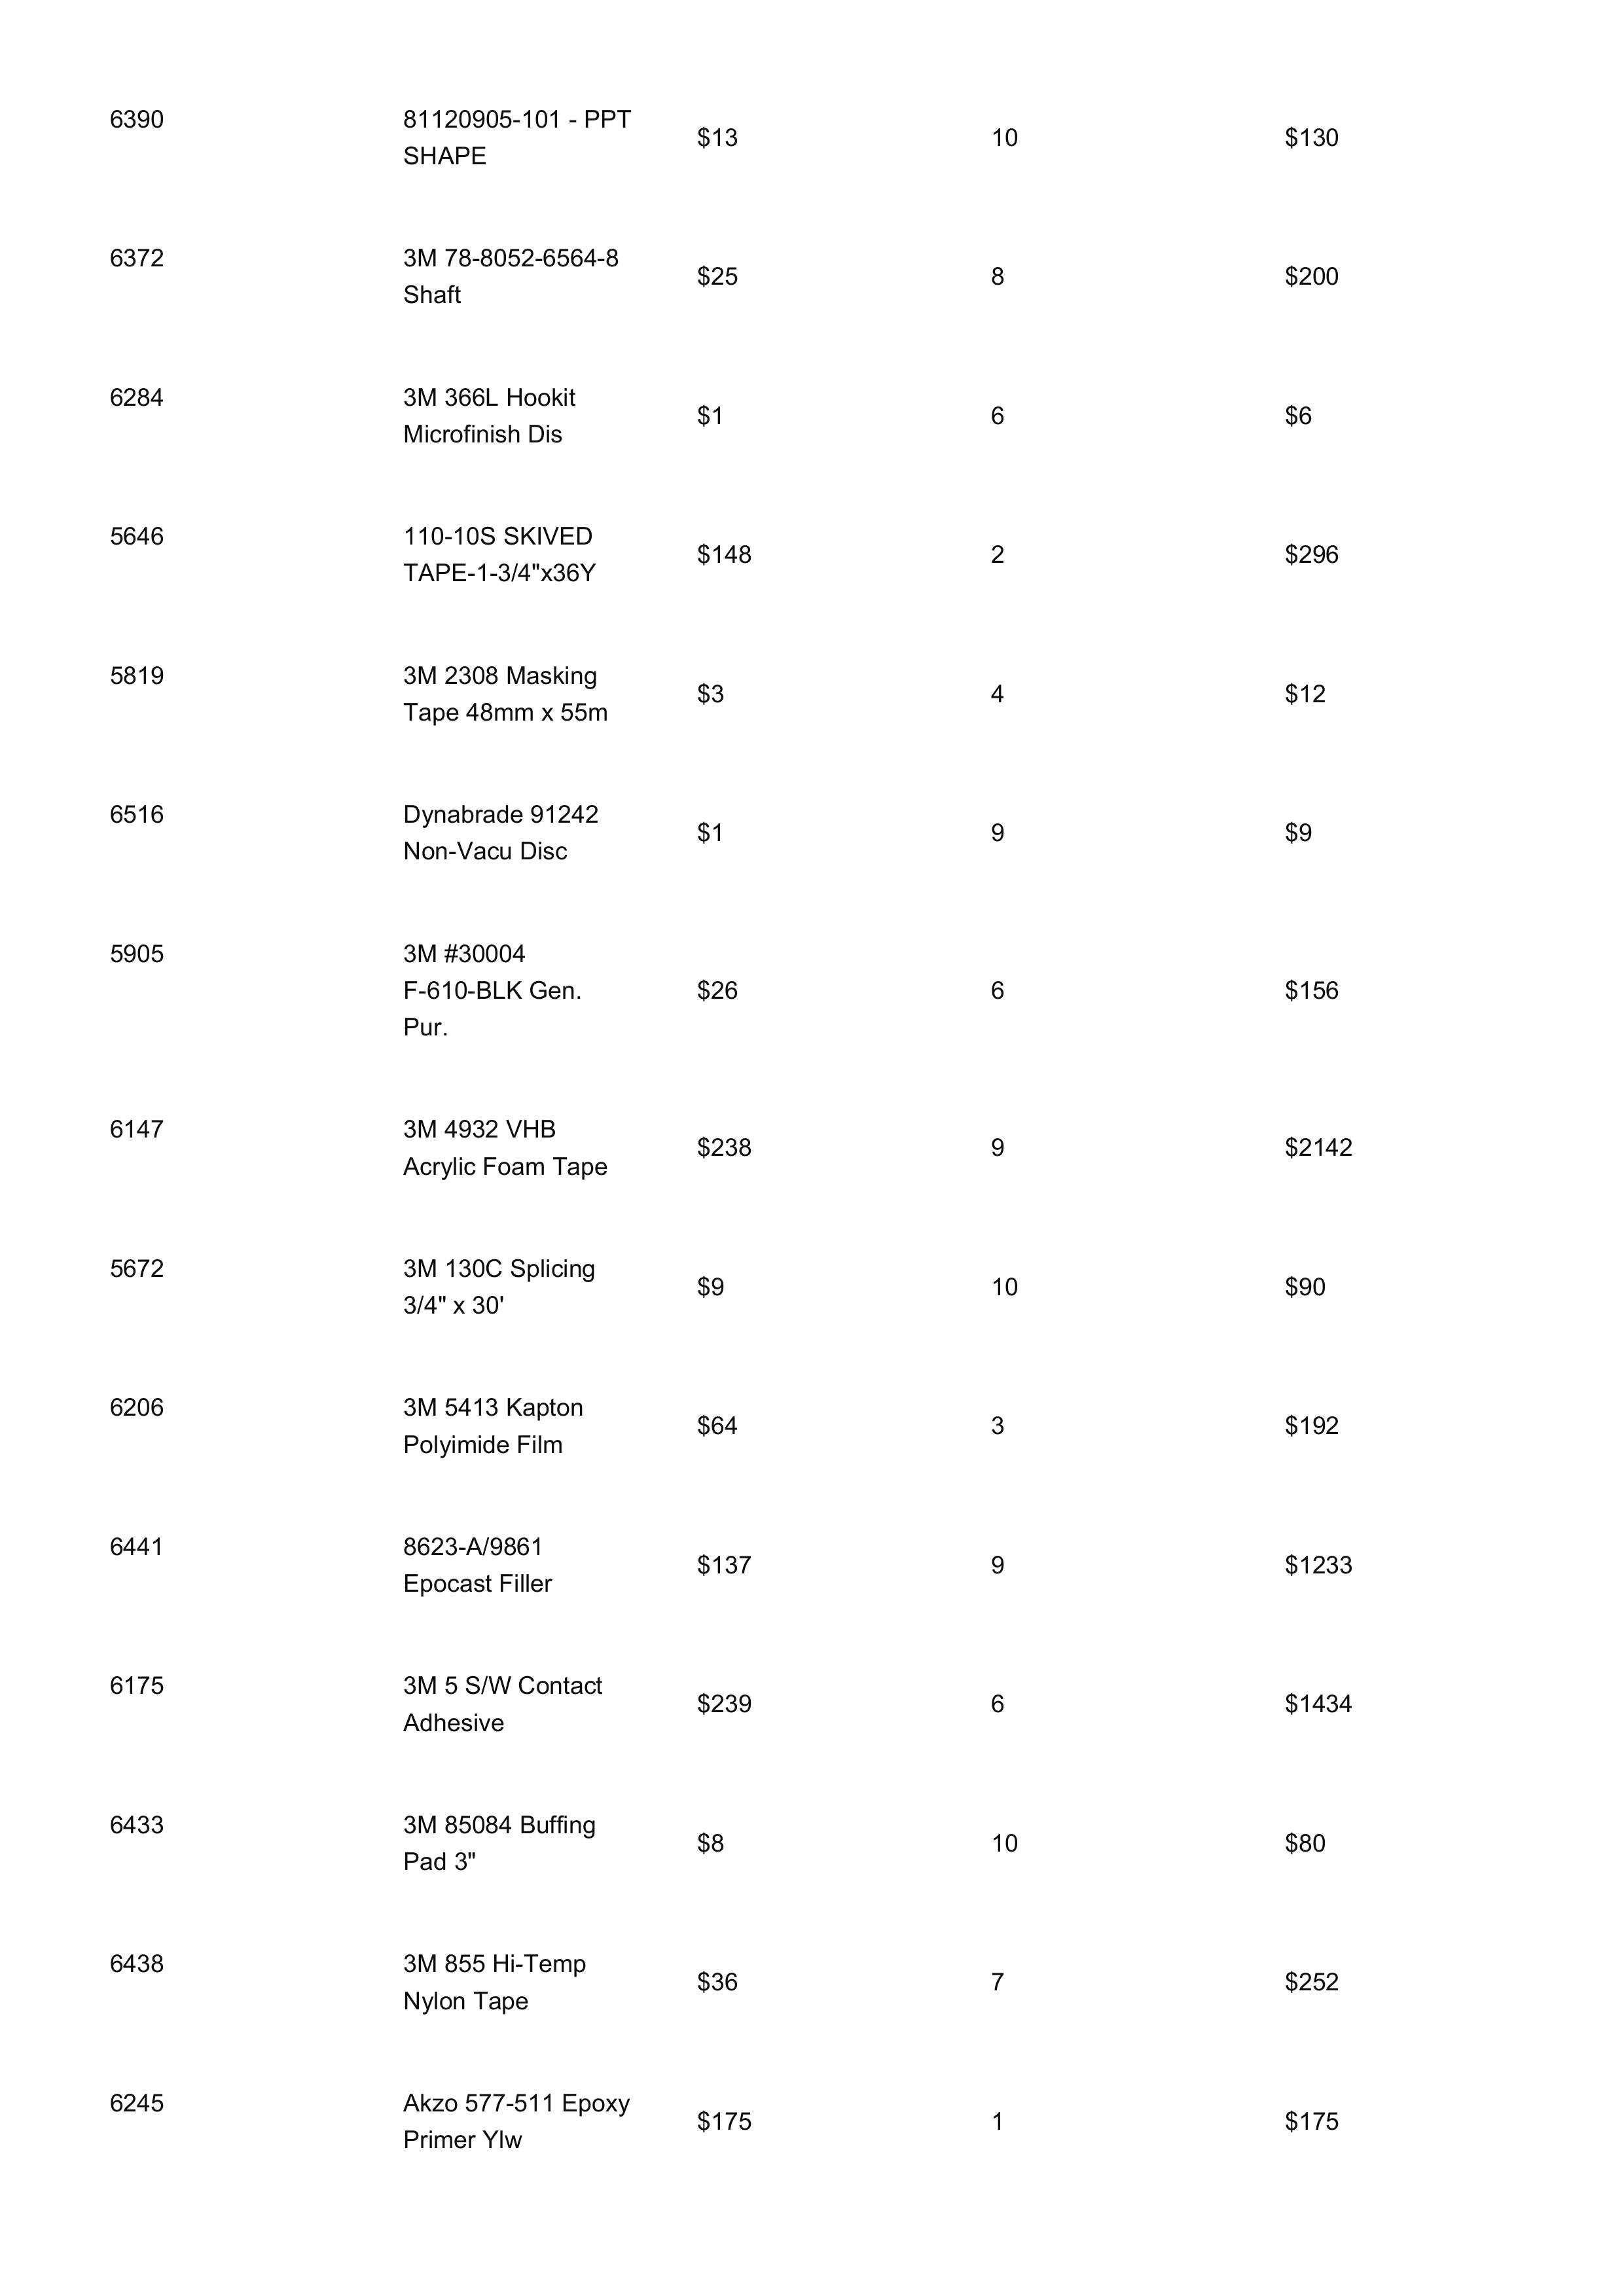 6390 81120905-101 - PPT SHAPE $13 10 $130
6372 3M 78-8052-6564-8 Shaft $25 8 $200
6284 3M 366L Hookit Microfinish Dis $1 6 $6
5646 110-10S SKIVED TAPE-1-3/4"x36Y $148 2 $296
5819 3M 2308 Masking Tape 48mm x 55m $3 4 $12
6516 Dynabrade 91242 Non-Vacu Disc $1 9 $9
5905 3M #30004 F-610-BLK Gen. Pur. $26 6 $156
6147 3M 4932 VHB Acrylic Foam Tape $238 9 $2142
5672 3M 130C Splicing 3/4" x 30' $9 10 $90
6206 3M 5413 Kapton Polyimide Film $64 3 $192
6441 8623-A/9861 Epocast Filler $137 9 $1233
6175 3M 5 S/W Contact Adhesive $239 6 $1434
6433 3M 85084 Buffing Pad 3" $8 10 $80
6438 3M 855 Hi-Temp Nylon Tape $36 7 $252
6245 Akzo 577-511 Epoxy Primer Ylw $175 1 $175